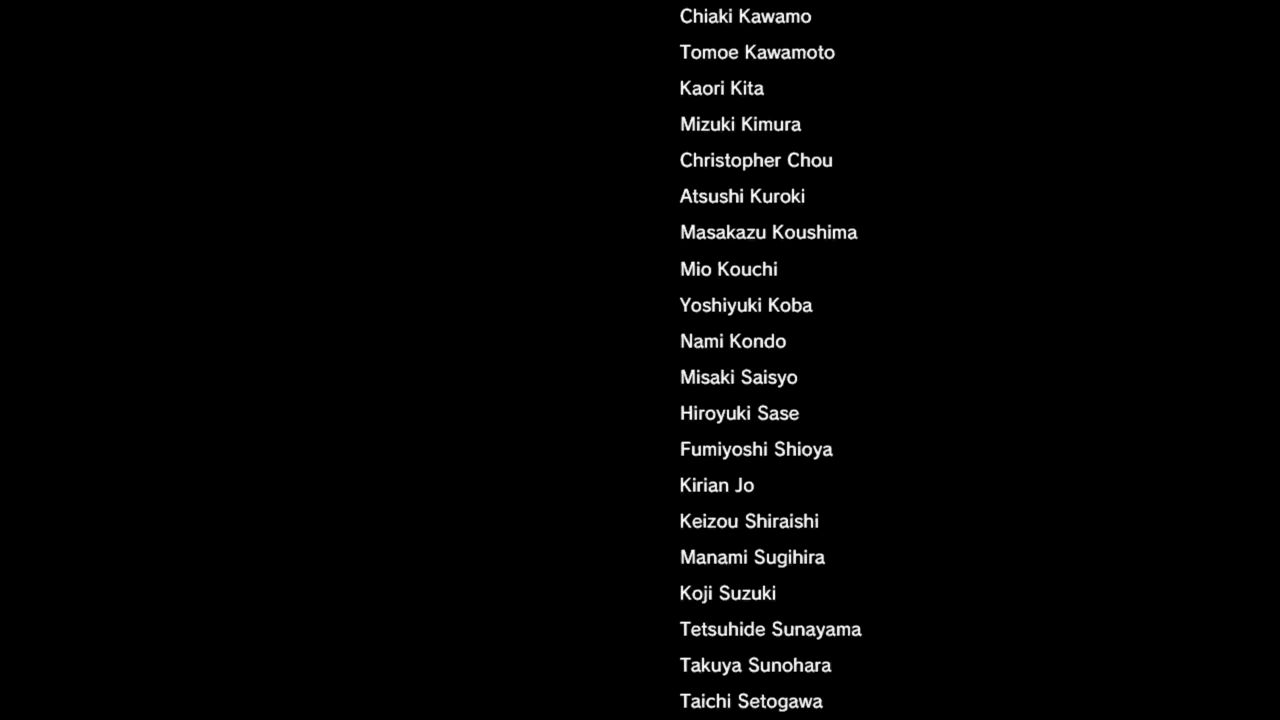 Chiaki Kawamo
Tomoe Kawamoto
Kaori Kita
Mizuki Kimura
Christopher Chou
Atsushi Kuroki
Masakazu Koushima
Mio Kouchi
Yoshiyuki Koba
Nami Kondo
Misaki Saisyo
Hiroyuki Sase
Fumiyoshi Shioya
Kirian Jo
Keizou Shiraishi
Manami Sugihira
Koji Suzuki
Tetsuhide Sunayama
Takuya Sunohara
Taichi Setogawa